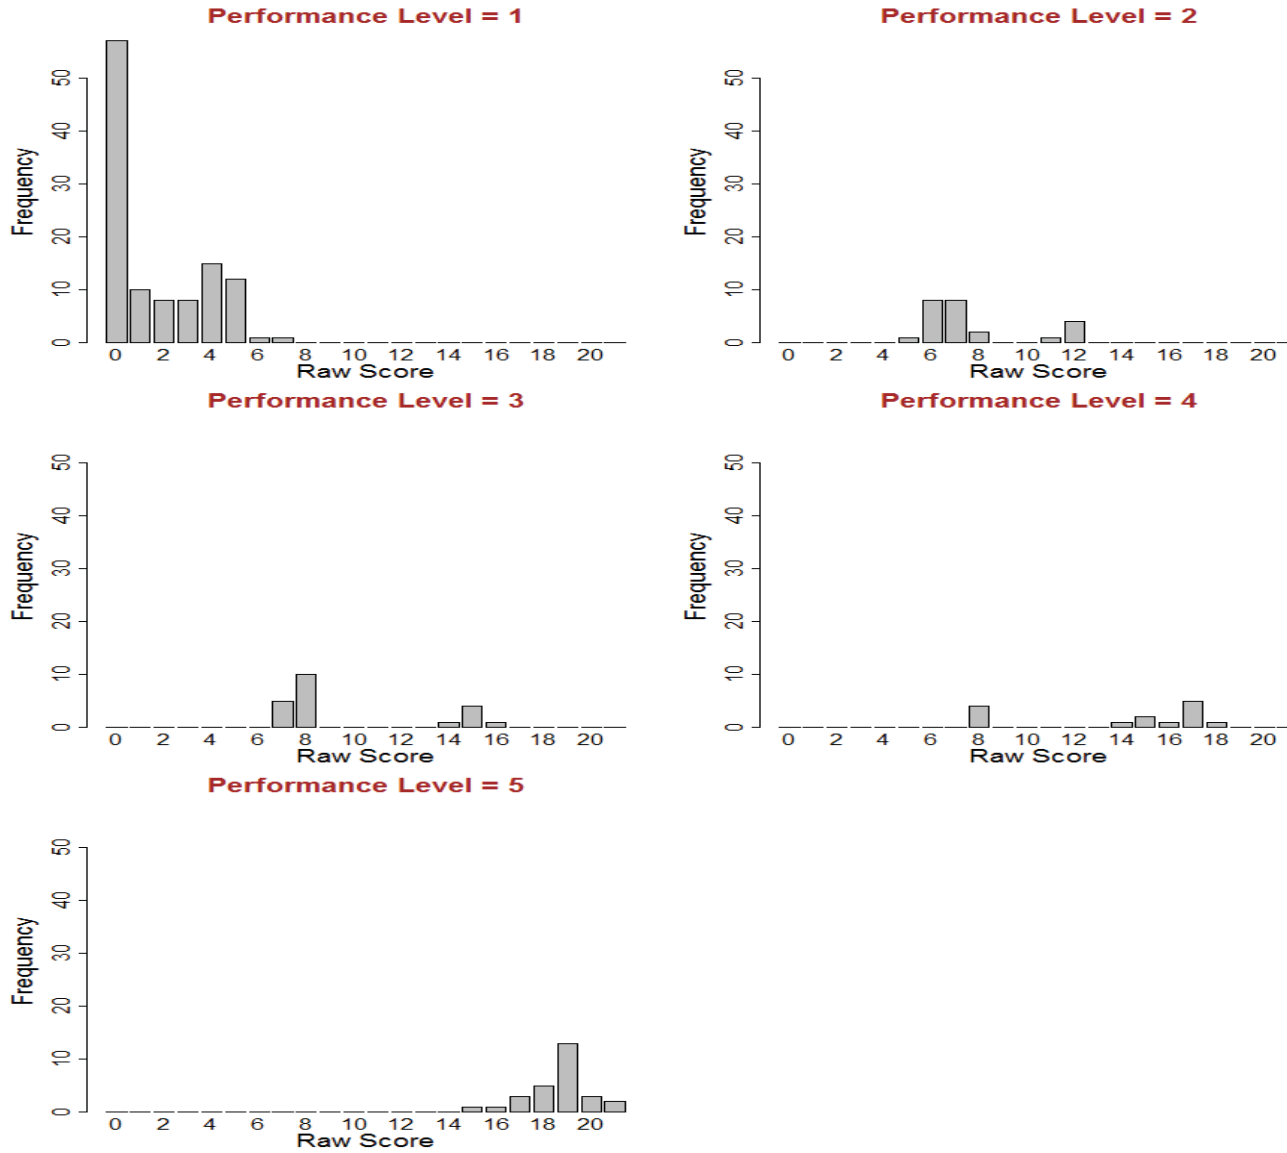 Performance Level = 1
Frequency
50
40
30
20
10
0
0 2 4 6 8 10 12 14 16 18 20
Raw Score
Performance Level = 2
Frequency
50
40
30
20
10
0
0 2 4 6 8 10 12 14 16 18 20
Raw Score
Performance Level = 3
Frequency
50
40
30
20
10
0
0 2 4 6 8 10 12 14 16 18 20
Raw Score
Performance Level = 4
Frequency
50
40
30
20
10
0
0 2 4 6 8 10 12 14 16 18 20
Raw Score
Performance Level = 5
Frequency
50
40
30
20
10
0
0 2 4 6 8 10 12 14 16 18 20
Raw Score